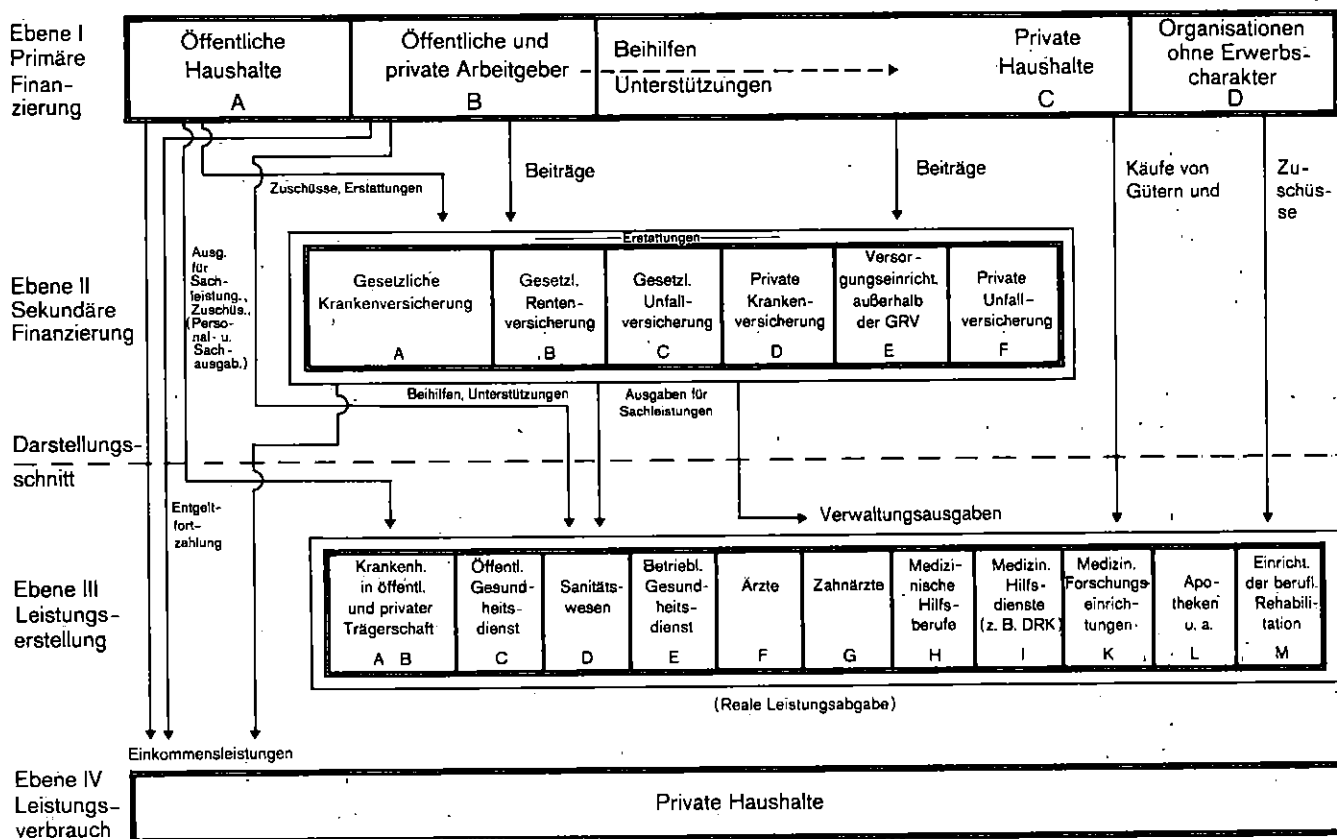 Ebene I
Primäre
Finan-
zierung
Öffentliche
Haushalte
A
Öffentliche und
private Arbeitgeber
B
Beihilfen
Unterstützungen
Private
Haushalte
C
Organisationen
ohne Erwerbs-
charakter
D
Zuschüsse, Erstattungen
Beiträge
Beiträge
Käufe von
Gütern und
Zu-
schüs-
se
Ausg.
für
Sach-
leistung.,
Zuschüs.,
(Perso-
nal- u.
Sach-
ausgab.)
Ebene II
Sekundäre
Finanzierung
Erstattungen
Gesetzliche
Krankenversicherung
A
Gesetzl.
Renten-
versicherung
B
Gesetzl.
Unfall-
versicherung
C
Private
Kranken-
versicherung
D
Versor-
gungseinricht.
außerhalb
der GRV
E
Private
Unfall-
versicherung
F
Beihilfen, Unterstützungen
Ausgaben für
Sachleistungen
Darstellungs-
schnitt
Entgelt-
fort-
zahlung
Verwaltungsausgaben
Ebene III
Leistungs-
erstellung
Krankenh.
in öffentl.
und privater
Trägerschaft
A B
Öffentl.
Gesund-
heits-
dienst
C
Sanitäts-
wesen
D
Betriebl.
Gesund-
heits-
dienst
E
Ärzte
F
Zahnärzte
G
Medizi-
nische
Hilfs-
berufe
H
Medizin.
Hilfs-
dienste
(z. B. DRK)
I
Medizin.
Forschungs-
einrich-
tungen
K
Apo-
theken
u. a.
L
Einricht.
der berufl.
Rehabili-
tation
M
(Reale Leistungsabgabe)
Einkommensleistungen
Ebene IV
Leistungs-
verbrauch
Private Haushalte